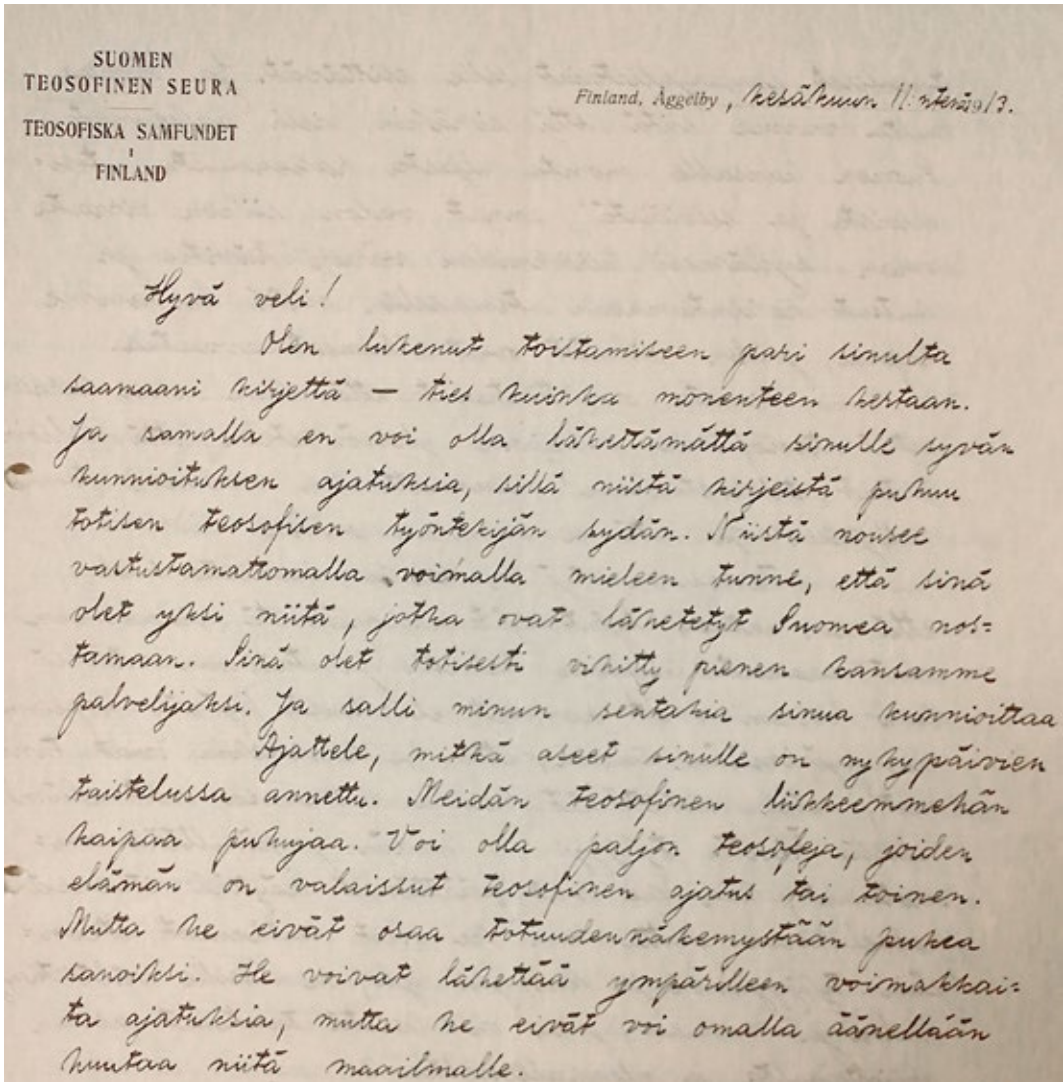 SUOMEN
TEOSOFINEN SEURA
TEOSOFISKA SAMFUNDET
I
FINLAND
Finland, Åggelby, kesäkuun 11. ntenä 1913.
Hyvä veli!
Olen lukenut toistamiseen pari sinulta
saamaani kirjettä — ties kuinka monenteen kertaan.
Ja samalla en voi olla lähettämättä sinulle syvän
kunnioituksen ajatuksia, sillä niistä kirjeistä puhuu
totisen teosofisen työntekijän sydän. Niistä nousee
vastustamattomalla voimalla mieleen tunne, että sinä
olet yksi niitä, jotka ovat lähetetyt Suomea nos=
tamaan. Sinä olet totisesti vihitty pienen kansamme
palvelijaksi. Ja salli minun sentakia sinua kunnioittaa
Ajattele, mitkä aseet sinulle on nykypäivien
taistelussa annettu. Meidän teosofinen liikkeemmehän
kaipaa puhujaa. Voi olla paljon teosofeja, joiden
elämän on valaissut teosofinen ajatus tai toinen.
Mutta he eivät osaa totuudennäkemystään pukea
sanoiksi. He voivat lähettää ympärilleen voimakkai=
ta ajatuksia, mutta he eivät voi omalla äänellään
huutaa niitä maailmalle.